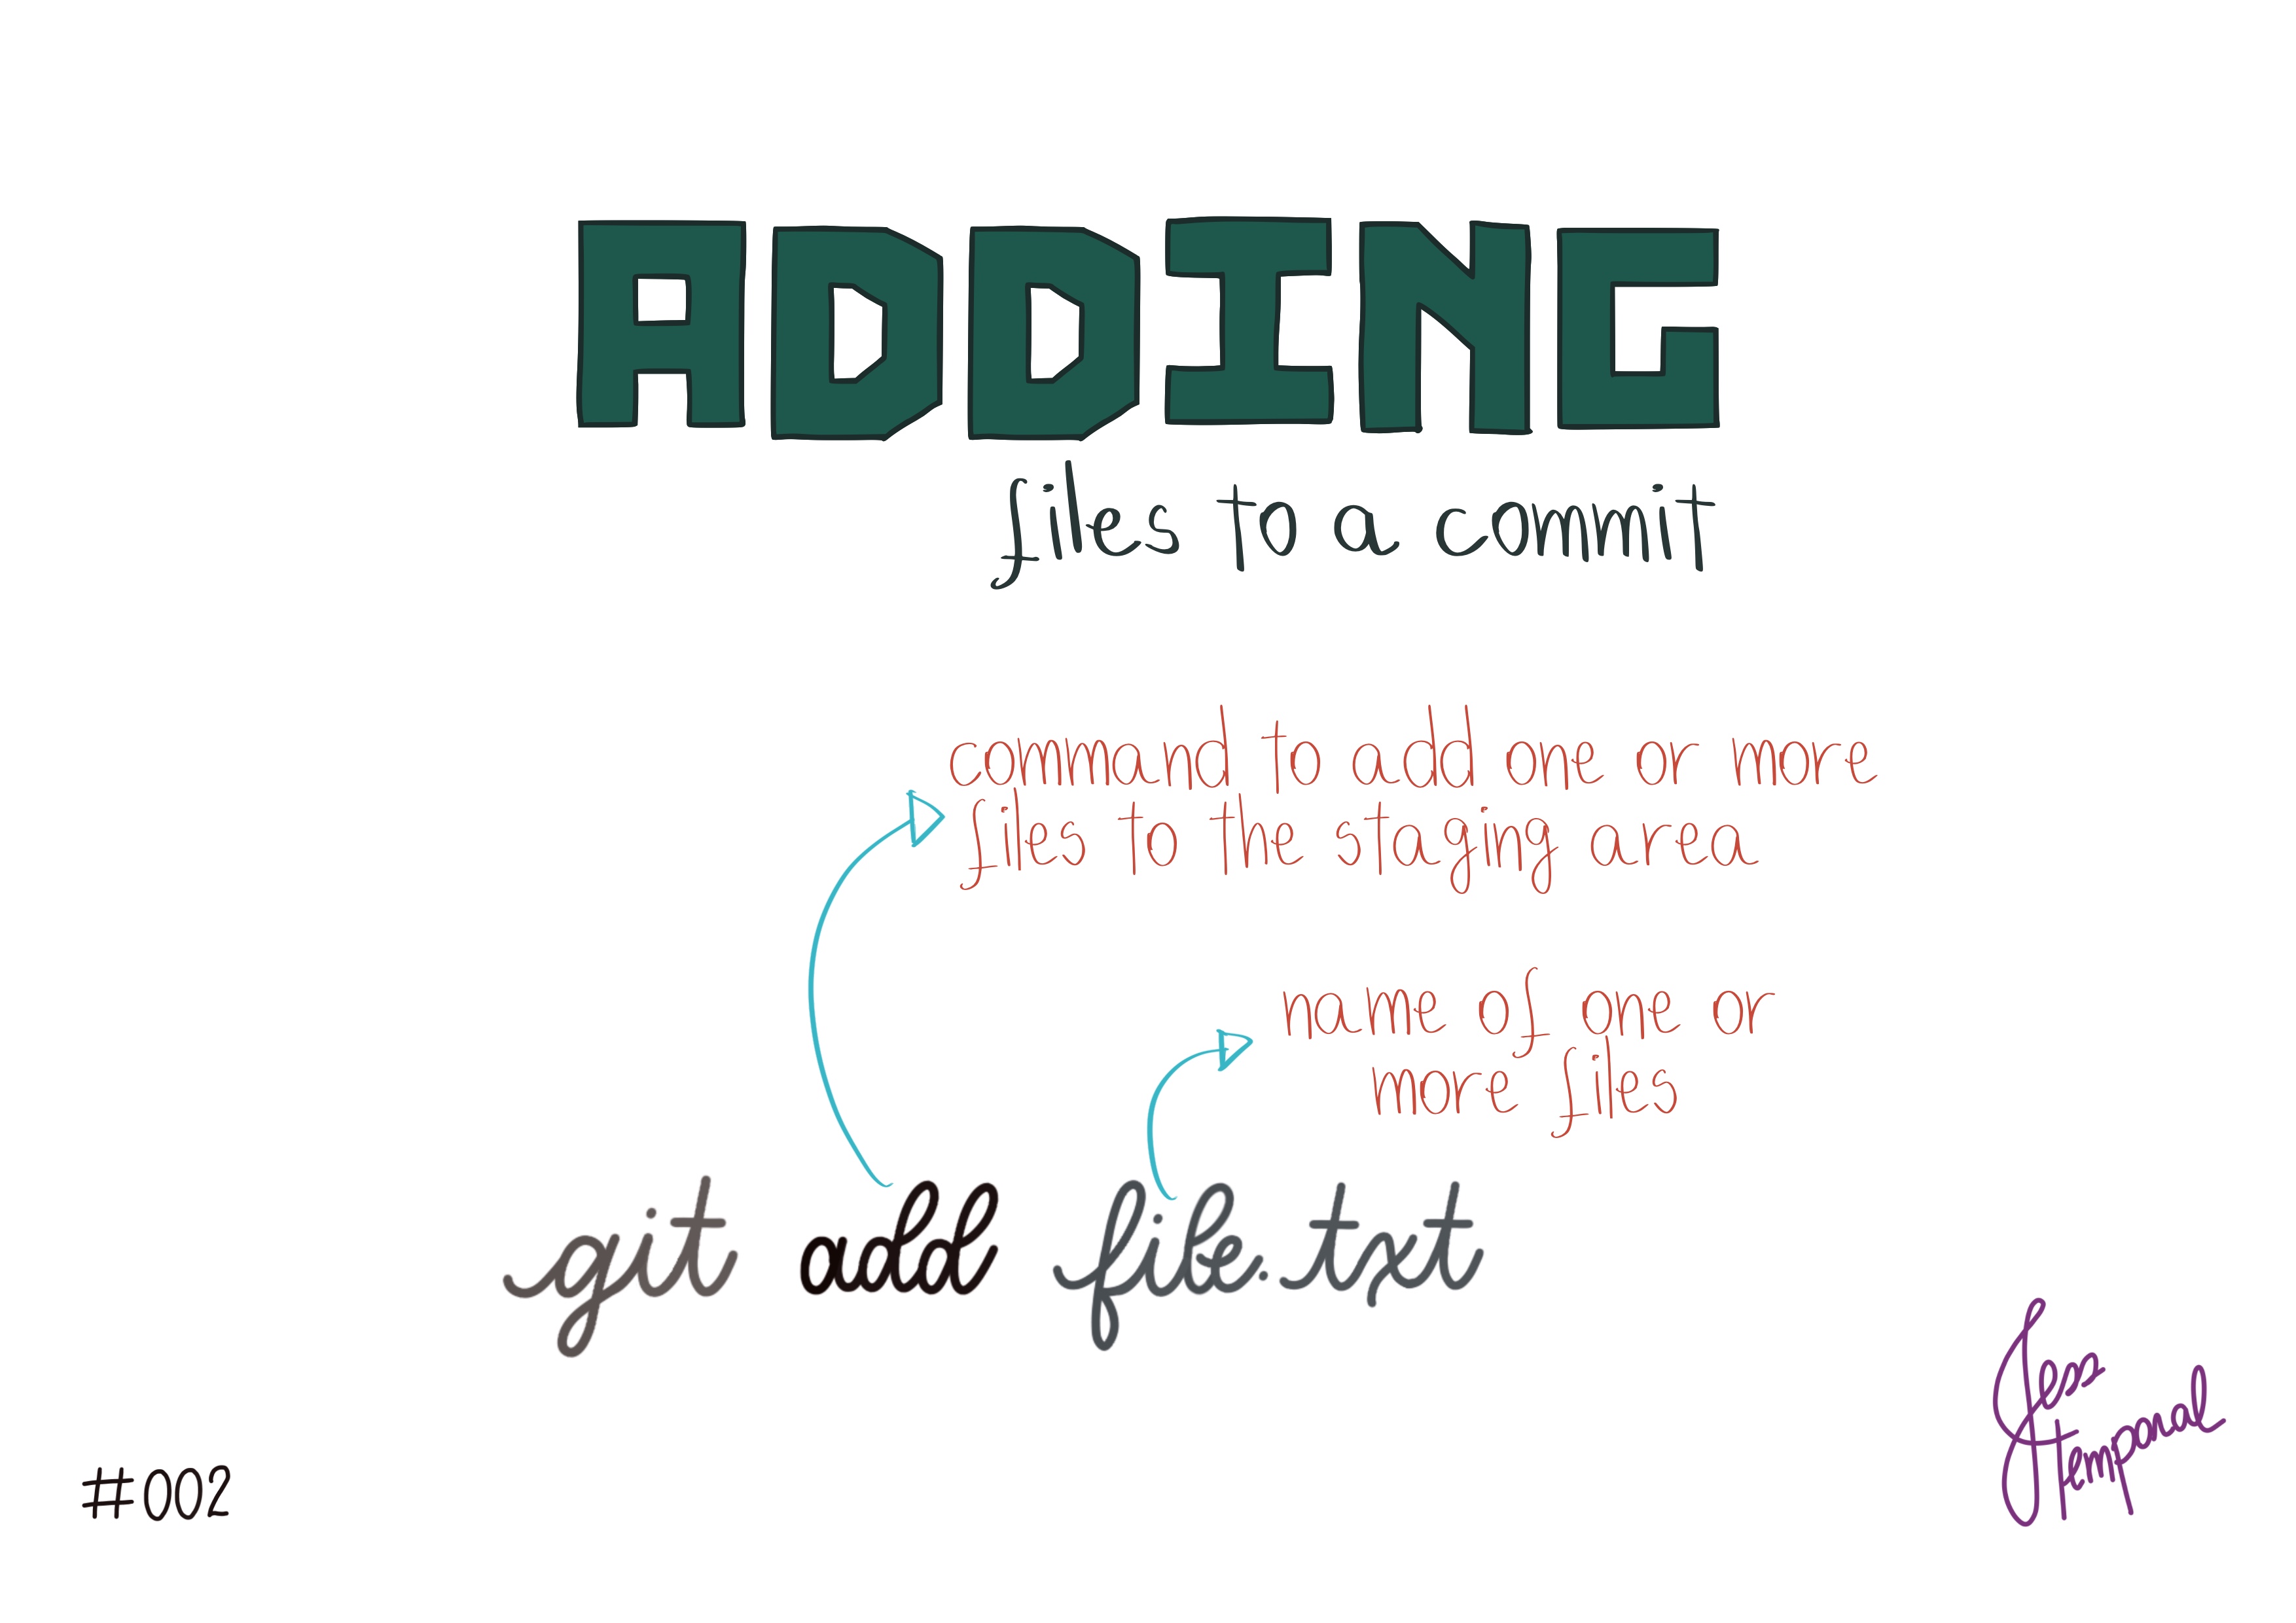 ADDING
files to a commit
command to add one or more
files to the staging area
name of one or
more files
git add file.txt
#002
Jess
temporal